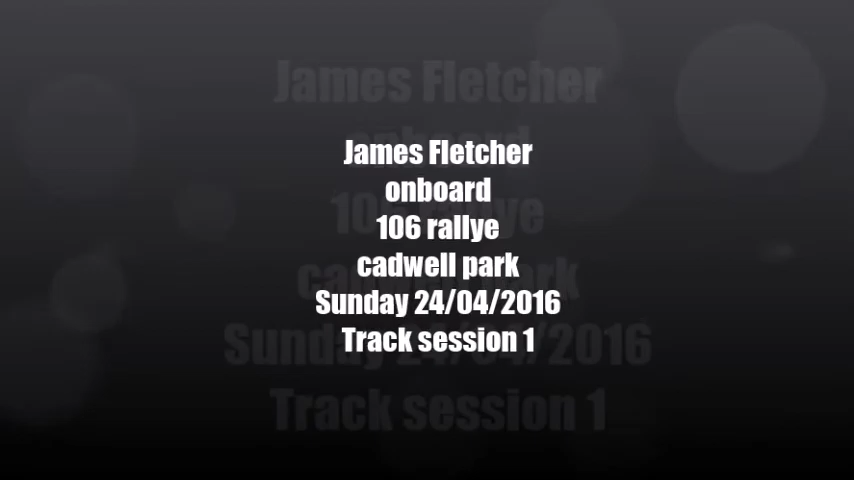 James Fletcher
onboard
106 rallye
cadwell park
Sunday 24/04/2016
Track session 1